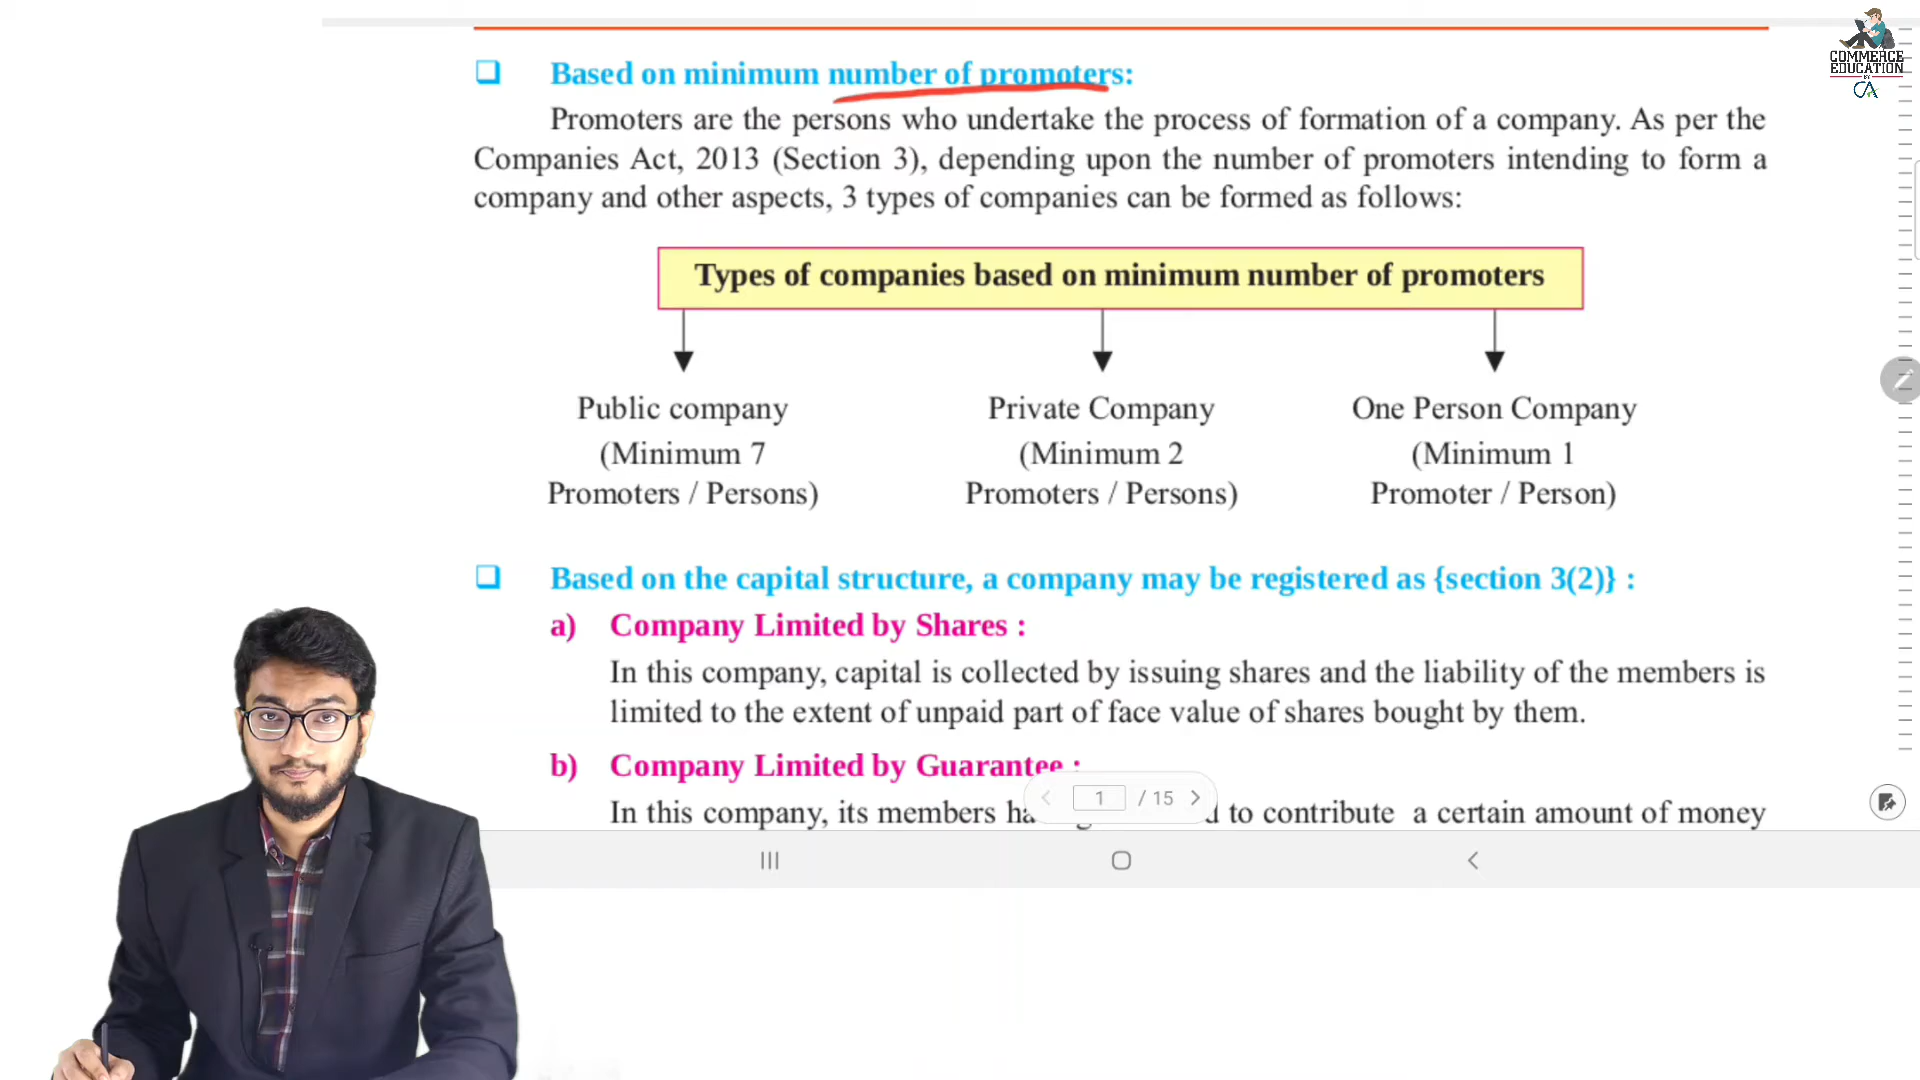 COMMERCE
EDUCATION
BY
CA
Based on minimum number of promoters:
Promoters are the persons who undertake the process of formation of a company. As per the
Companies Act, 2013 (Section 3), depending upon the number of promoters intending to form a
company and other aspects, 3 types of companies can be formed as follows:
Types of companies based on minimum number of promoters
Public company
(Minimum 7
Promoters / Persons)
Private Company
(Minimum 2
Promoters / Persons)
One Person Company
(Minimum 1
Promoter / Person)
Based on the capital structure, a company may be registered as {section 3(2)} :
a) Company Limited by Shares :
In this company, capital is collected by issuing shares and the liability of the members is
limited to the extent of unpaid part of face value of shares bought by them.
b) Company Limited by Guarantee :
In this company, its members to contribute a certain amount of money
1 / 15